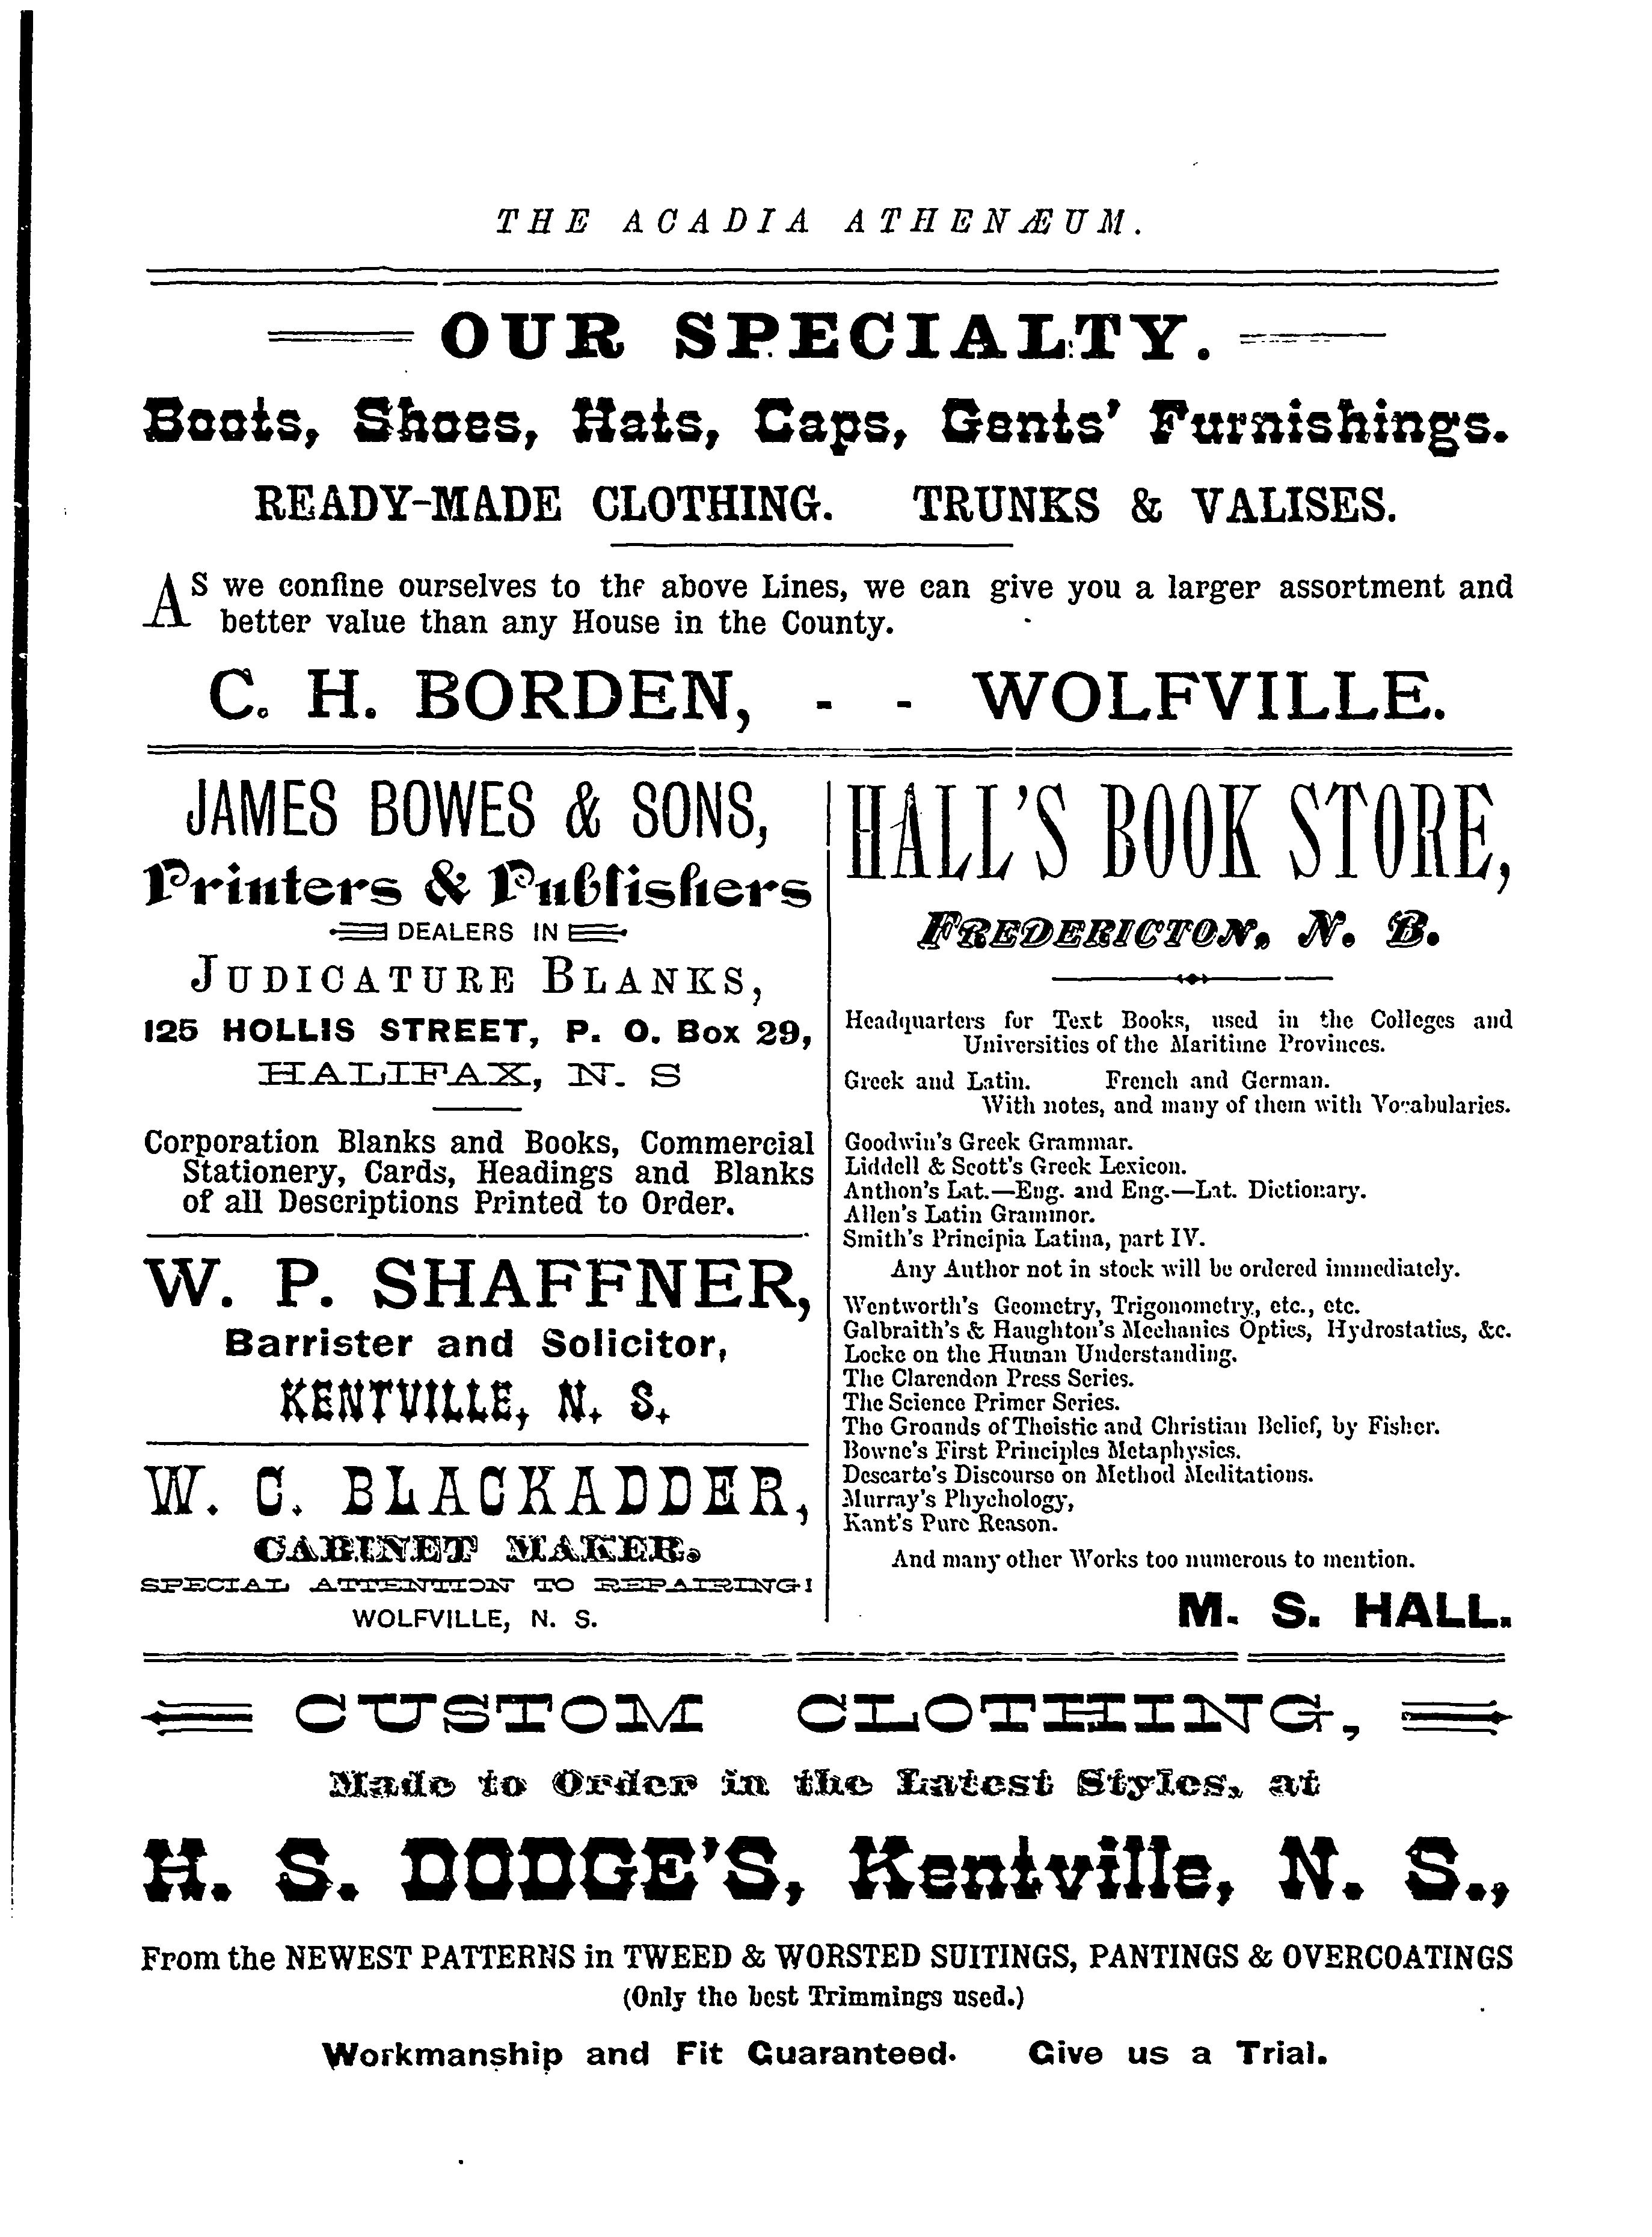 THE ACADIA ATHENÆUM.
OUR SPECIALTY.
Boots, Shoes, Hats, Caps, Gents' Furnishings.
READY-MADE CLOTHING. TRUNKS & VALISES.
AS we confine ourselves to the above Lines, we can give you a larger assortment and
better value than any House in the County.
C. H. BORDEN, - - WOLFVILLE.
JAMES BOWES & SONS,
Printers & Publishers
DEALERS IN
JUDICATURE BLANKS,
125 HOLLIS STREET, P. O. Box 29,
HALIFAX, N. S
Corporation Blanks and Books, Commercial
Stationery, Cards, Headings and Blanks
of all Descriptions Printed to Order.
W. P. SHAFFNER,
Barrister and Solicitor,
KENTVILLE, N. S.
W. C. BLACKADDER,
CABINET MAKER.
SPECIAL ATTENTION TO REPAIRING!
WOLFVILLE, N. S.
HALL'S BOOK STORE,
FREDERICTON, N. B.
Headquarters for Text Books, used in the Colleges and
Universities of the Maritime Provinces.
Greek and Latin. French and German.
With notes, and many of them with Vocabularies.
Goodwin's Greek Grammar.
Liddell & Scott's Greek Lexicon.
Anthon's Lat.—Eng. and Eng.—Lat. Dictionary.
Allen's Latin Grammor.
Smith's Principia Latina, part IV.
Any Author not in stock will be ordered immediately.
Wentworth's Geometry, Trigonometry, etc., etc.
Galbraith's & Haughton's Mechanics Optics, Hydrostatics, &c.
Locke on the Human Understanding.
The Clarendon Press Series.
The Science Primer Series.
The Grounds of Theistic and Christian Belief, by Fisher.
Bowne's First Principles Metaphysics.
Descarte's Discourse on Method Meditations.
Murray's Phychology,
Kant's Pure Reason.
And many other Works too numerous to mention.
M. S. HALL.
CUSTOM CLOTHING,
Made to Order in the Latest Styles, at
H. S. DODGE'S, Kentville, N. S.,
From the NEWEST PATTERNS in TWEED & WORSTED SUITINGS, PANTINGS & OVERCOATINGS
(Only the best Trimmings used.)
Workmanship and Fit Guaranteed. Give us a Trial.